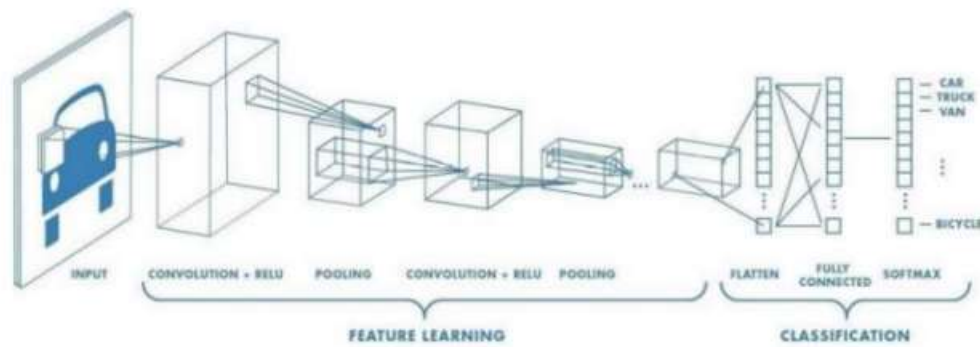 CAR
TRUCK
VAN
BICYCLE
INPUT
CONVOLUTION + RELU
POOLING
CONVOLUTION + RELU
POOLING
FLATTEN
FULLY
CONNECTED
SOFTMAX
FEATURE LEARNING
CLASSIFICATION